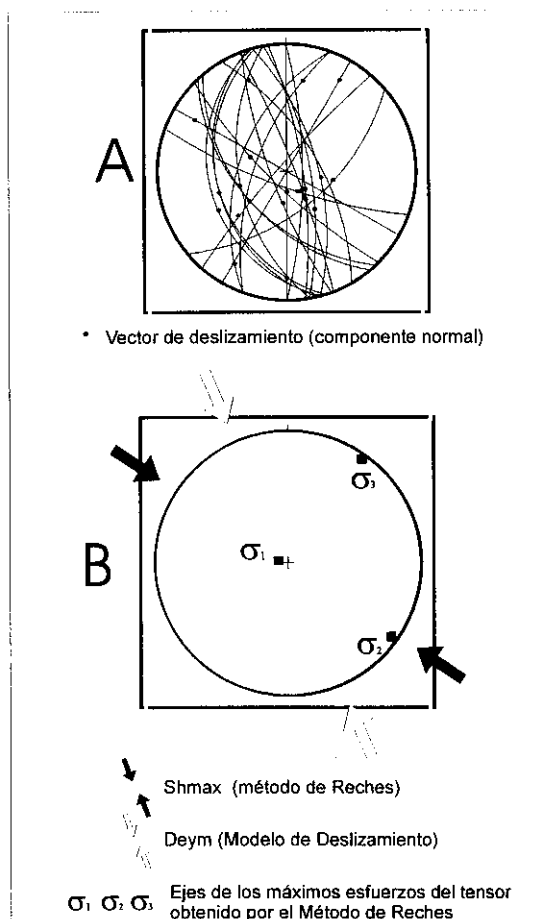 A
• Vector de deslizamiento (componente normal)
B
σ₃
σ₁
σ₂
Shmax (método de Reches)
Deym (Modelo de Deslizamiento)
σ₁ σ₂ σ₃ Ejes de los máximos esfuerzos del tensor
obtenido por el Método de Reches